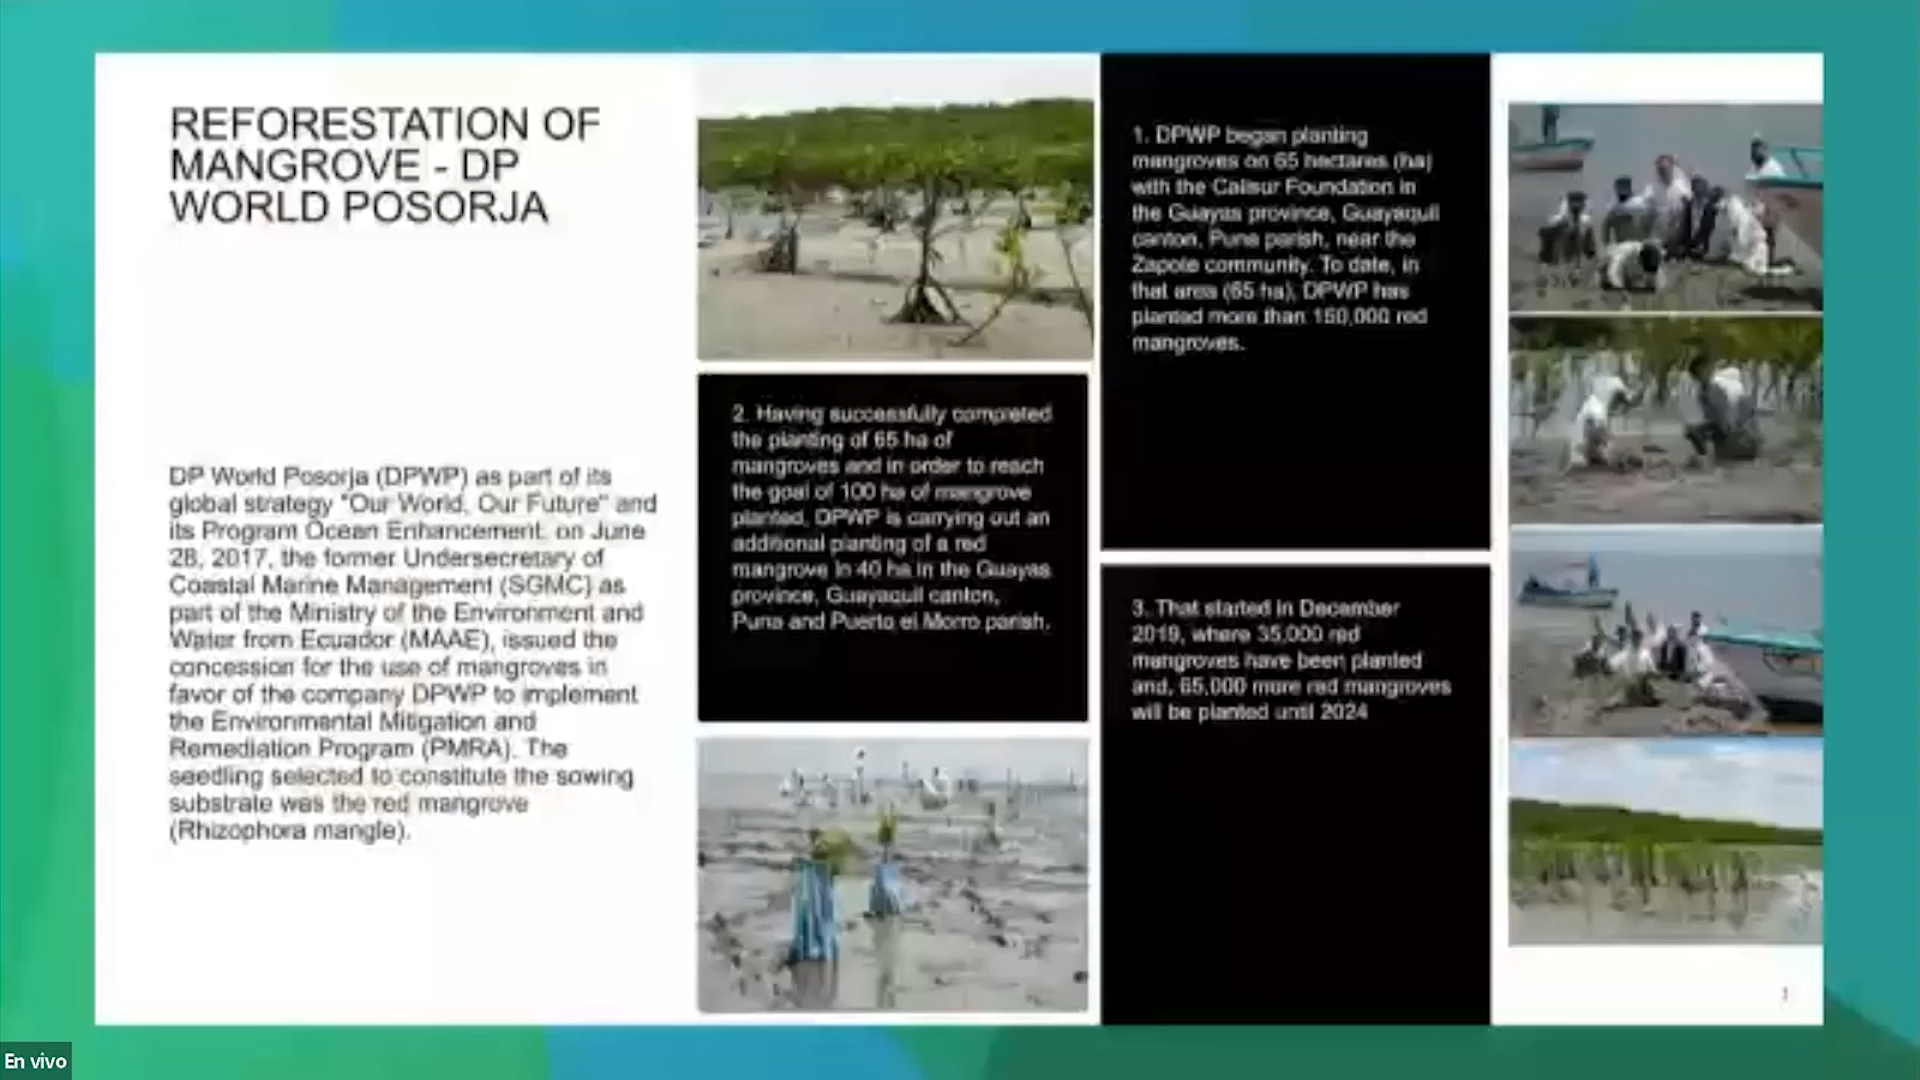 REFORESTATION OF
MANGROVE - DP
WORLD POSORJA
DP World Posorja (DPWP) as part of its
global strategy "Our World, Our Future" and
its Program Ocean Enhancement, on June
28, 2017, the former Undersecretary of
Coastal Marine Management (SGMC) as
part of the Ministry of the Environment and
Water from Ecuador (MAAE), issued the
concession for the use of mangroves in
favor of the company DPWP to implement
the Environmental Mitigation and
Remediation Program (PMRA). The
seedling selected to constitute the sowing
substrate was the red mangrove
(Rhizophora mangle).
1. DPWP began planting
mangroves on 65 hectares (ha)
with the Calisur Foundation in
the Guayas province, Guayaquil
canton, Puna parish, near the
Zapote community. To date, in
that area (65 ha), DPWP has
planted more than 150,000 red
mangroves.
2. Having successfully completed
the planting of 65 ha of
mangroves and in order to reach
the goal of 100 ha of mangrove
planted, DPWP is carrying out an
additional planting of a red
mangrove in 40 ha in the Guayas
province, Guayaquil canton,
Puna and Puerto el Morro parish.
3. That started in December
2019, where 35,000 red
mangroves have been planted
and, 65,000 more red mangroves
will be planted until 2024
En vivo